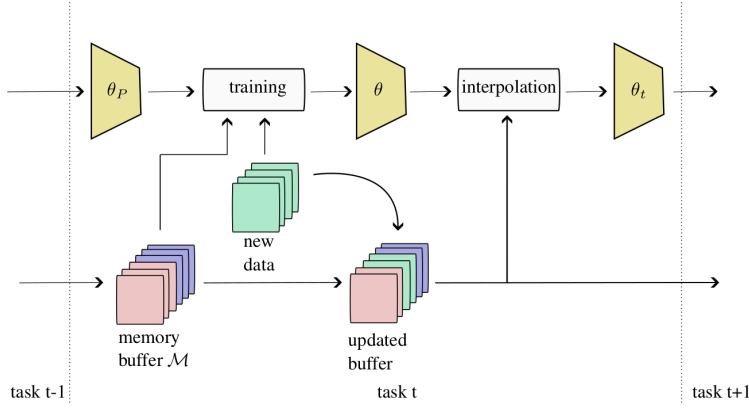 θ_P
training
θ
interpolation
θ_t
new
data
memory
buffer ℳ
updated
buffer
task t-1
task t
task t+1